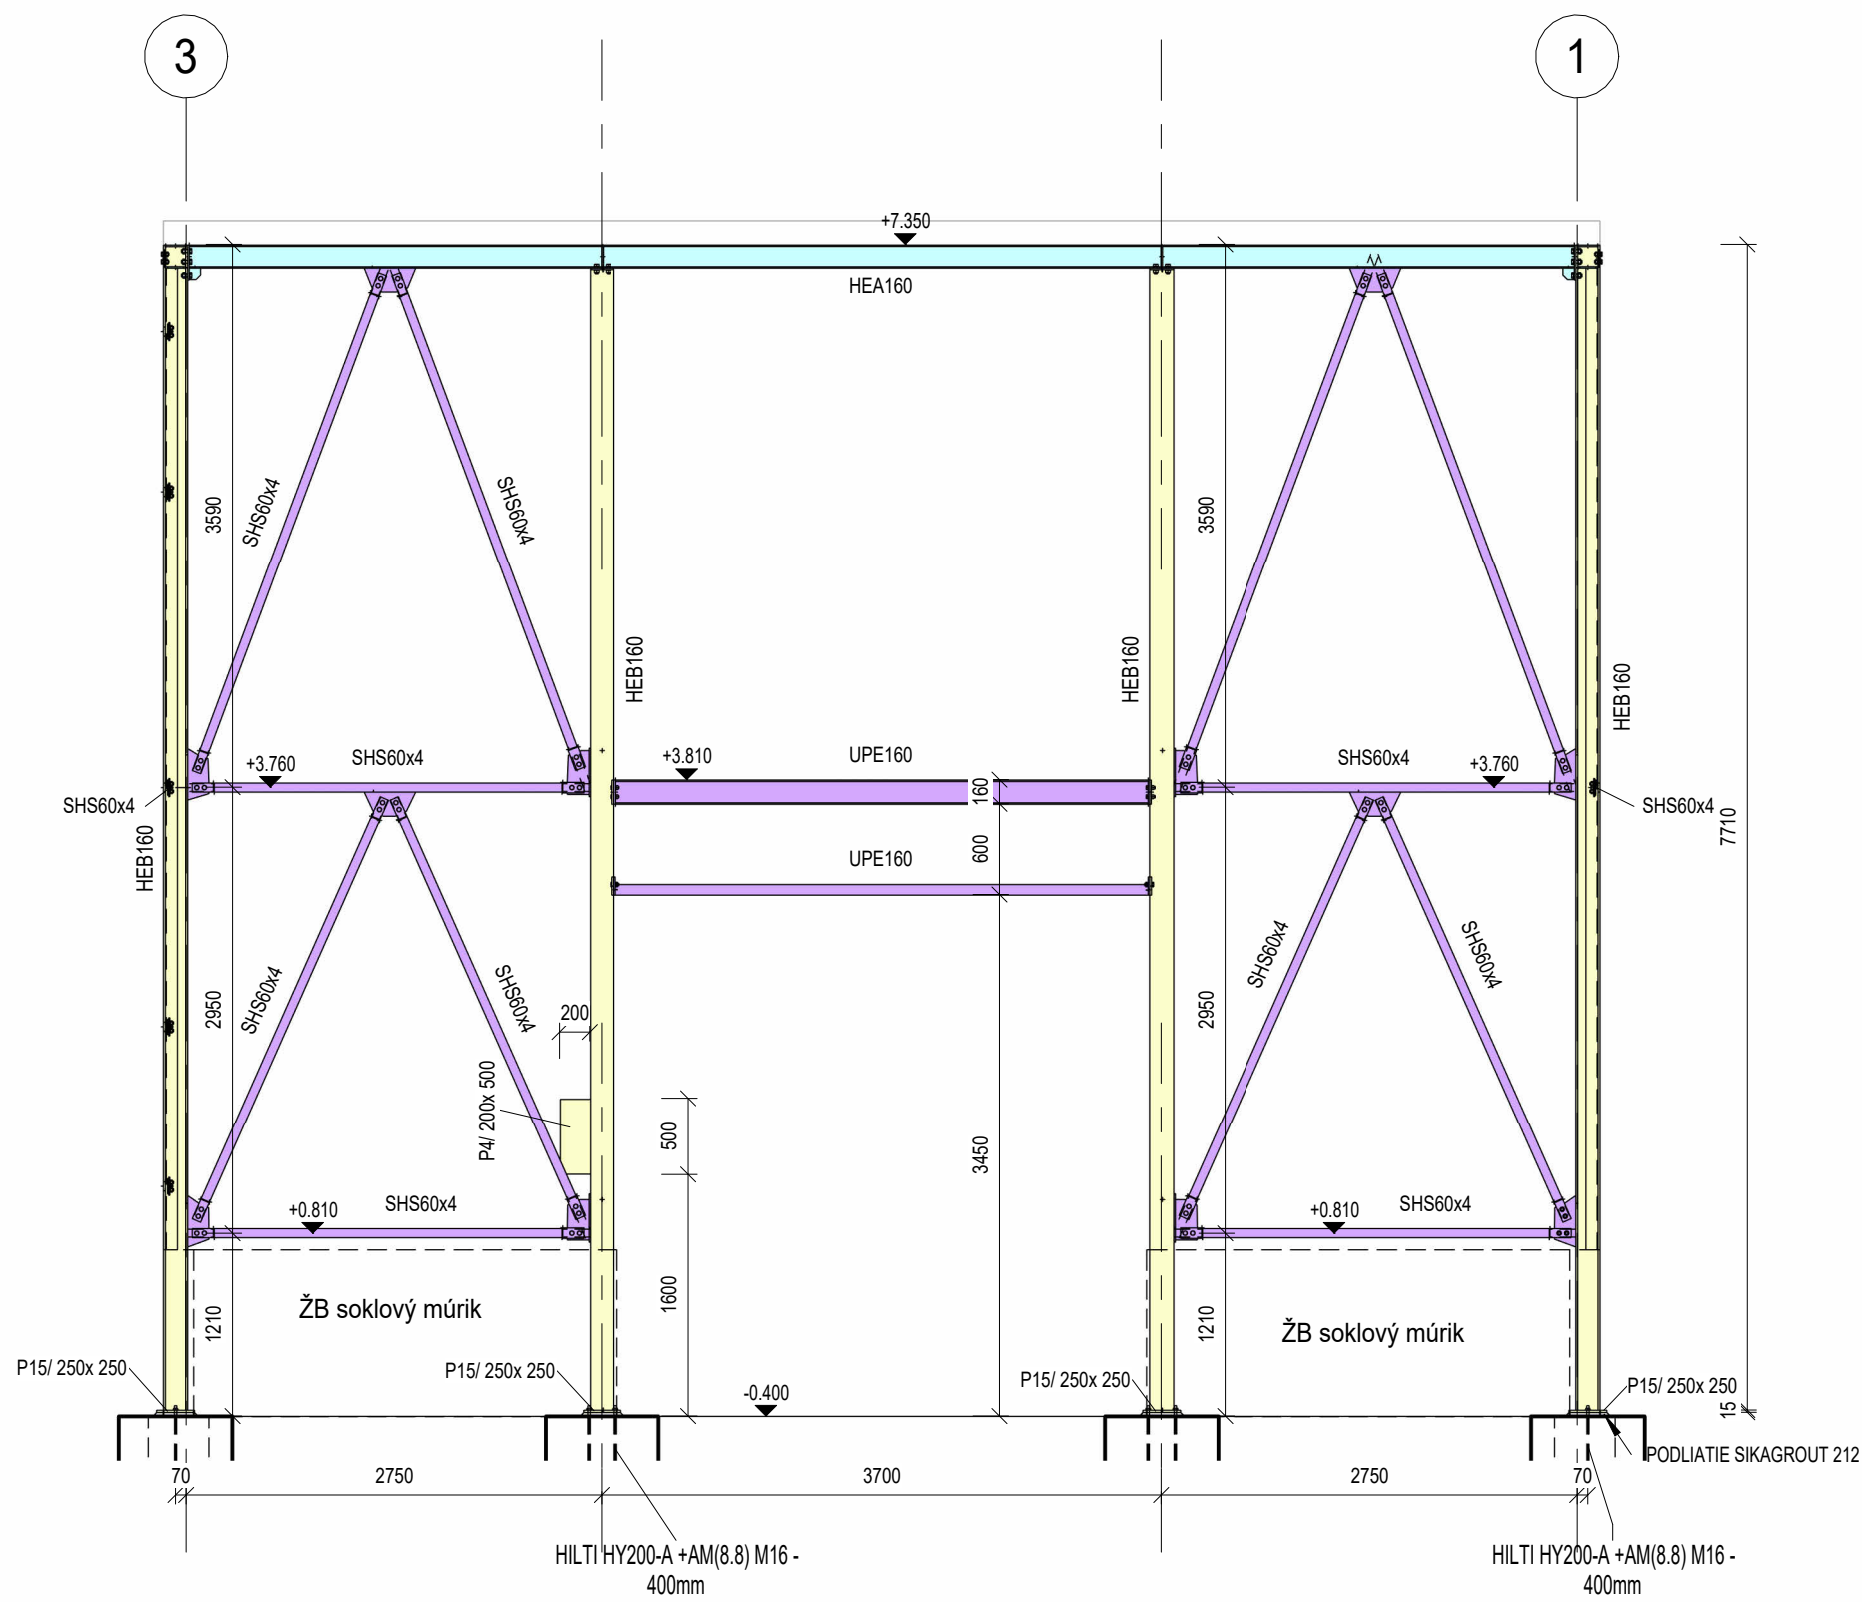 3
1
+7.350
HEA160
3590
SHS60x4
SHS60x4
3590
HEB160
HEB160
HEB160
+3.760
SHS60x4
+3.810
UPE160
SHS60x4
+3.760
160
SHS60x4
SHS60x4
7710
HEB160
UPE160
600
2950
SHS60x4
SHS60x4
2950
SHS60x4
SHS60x4
200
P4/ 200x 500
500
3450
+0.810
SHS60x4
+0.810
SHS60x4
1600
ŽB soklový múrik
1210
1210
ŽB soklový múrik
P15/ 250x 250
P15/ 250x 250
-0.400
P15/ 250x 250
P15/ 250x 250
15
PODLIATIE SIKAGROUT 212
70
2750
3700
2750
70
HILTI HY200-A +AM(8.8) M16 -
400mm
HILTI HY200-A +AM(8.8) M16 -
400mm